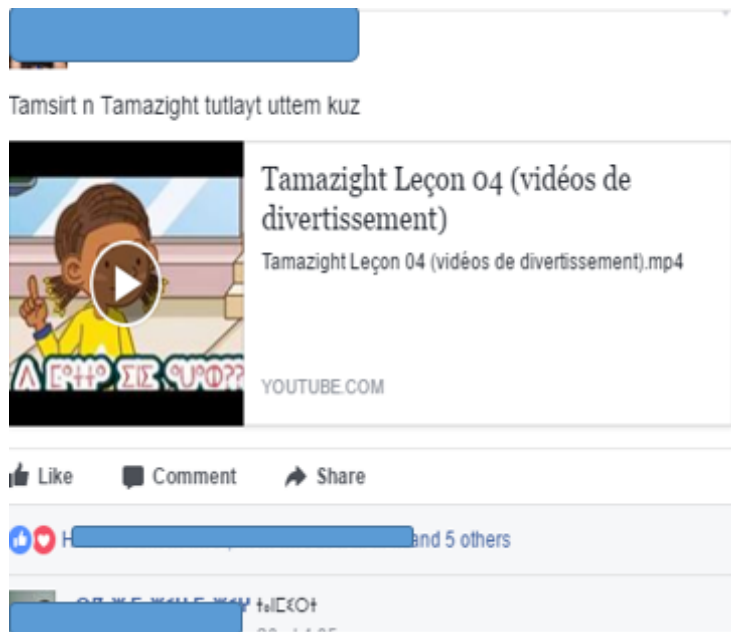 Tamsirt n Tamazight tutlayt uttem kuz
Tamazight Leçon 04 (vidéos de
divertissement)
Tamazight Leçon 04 (vidéos de divertissement).mp4
YOUTUBE.COM
Like Comment Share
and 5 others
ⵜⴰⵏⵎⵉⵔⵜ